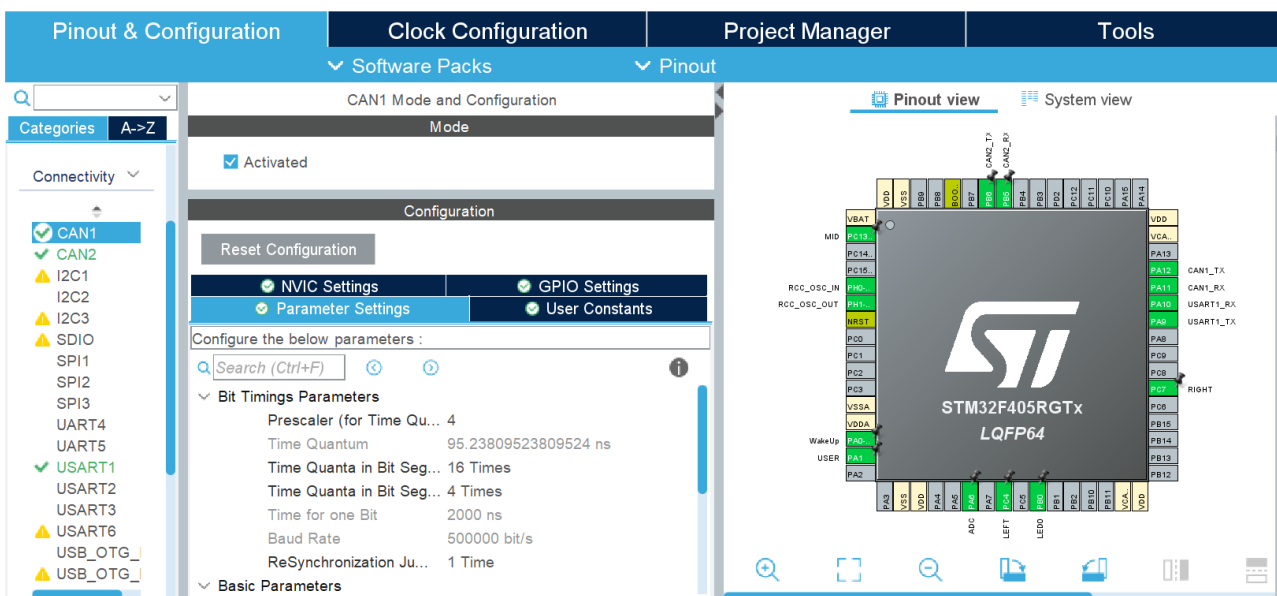 Pinout & Configuration
Clock Configuration
Project Manager
Tools
Software Packs
Pinout
Categories
A->Z
Connectivity
CAN1
CAN2
I2C1
I2C2
I2C3
SDIO
SPI1
SPI2
SPI3
UART4
UART5
USART1
USART2
USART3
USART6
USB_OTG_
USB_OTG_
CAN1 Mode and Configuration
Mode
Activated
Configuration
Reset Configuration
NVIC Settings
GPIO Settings
Parameter Settings
User Constants
Configure the below parameters :
Search (Ctrl+F)
Bit Timings Parameters
Prescaler (for Time Qu... 4
Time Quantum 95.23809523809524 ns
Time Quanta in Bit Seg... 16 Times
Time Quanta in Bit Seg... 4 Times
Time for one Bit 2000 ns
Baud Rate 500000 bit/s
ReSynchronization Ju... 1 Time
Basic Parameters
Pinout view
System view
CAN2_TX
CAN2_RX
VDD
VSS
PB9
PB8
BOO..
PB7
PB6
PB5
PB4
PB3
PD2
PC12
PC11
PC10
PA15
PA14
VBAT
MID PC13..
PC14..
PC15..
RCC_OSC_IN PH0-..
RCC_OSC_OUT PH1-..
NRST
PC0
PC1
PC2
PC3
VSSA
VDDA
WakeUp PA0-..
USER PA1
PA2
VDD
VCA..
PA13
PA12 CAN1_TX
PA11 CAN1_RX
PA10 USART1_RX
PA9 USART1_TX
PA8
PC9
PC8
PC7 RIGHT
PC6
PB15
PB14
PB13
PB12
STM32F405RGTx
LQFP64
PA3
VSS
VDD
PA4
PA5
PA6
PA7
PC4
PC5
PB0
PB1
PB2
PB10
PB11
VCA..
VDD
ADC
LEFT
LED0